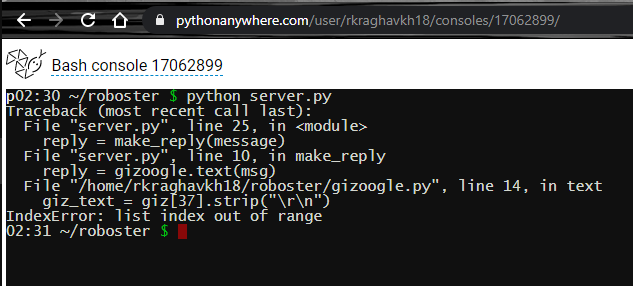 pythonanywhere.com/user/rkraghavkh18/consoles/17062899/
Bash console 17062899
p02:30 ~/roboster $ python server.py
Traceback (most recent call last):
  File "server.py", line 25, in <module>
    reply = make_reply(message)
  File "server.py", line 10, in make_reply
    reply = gizoogle.text(msg)
  File "/home/rkraghavkh18/roboster/gizoogle.py", line 14, in text
    giz_text = giz[37].strip("\r\n")
IndexError: list index out of range
02:31 ~/roboster $